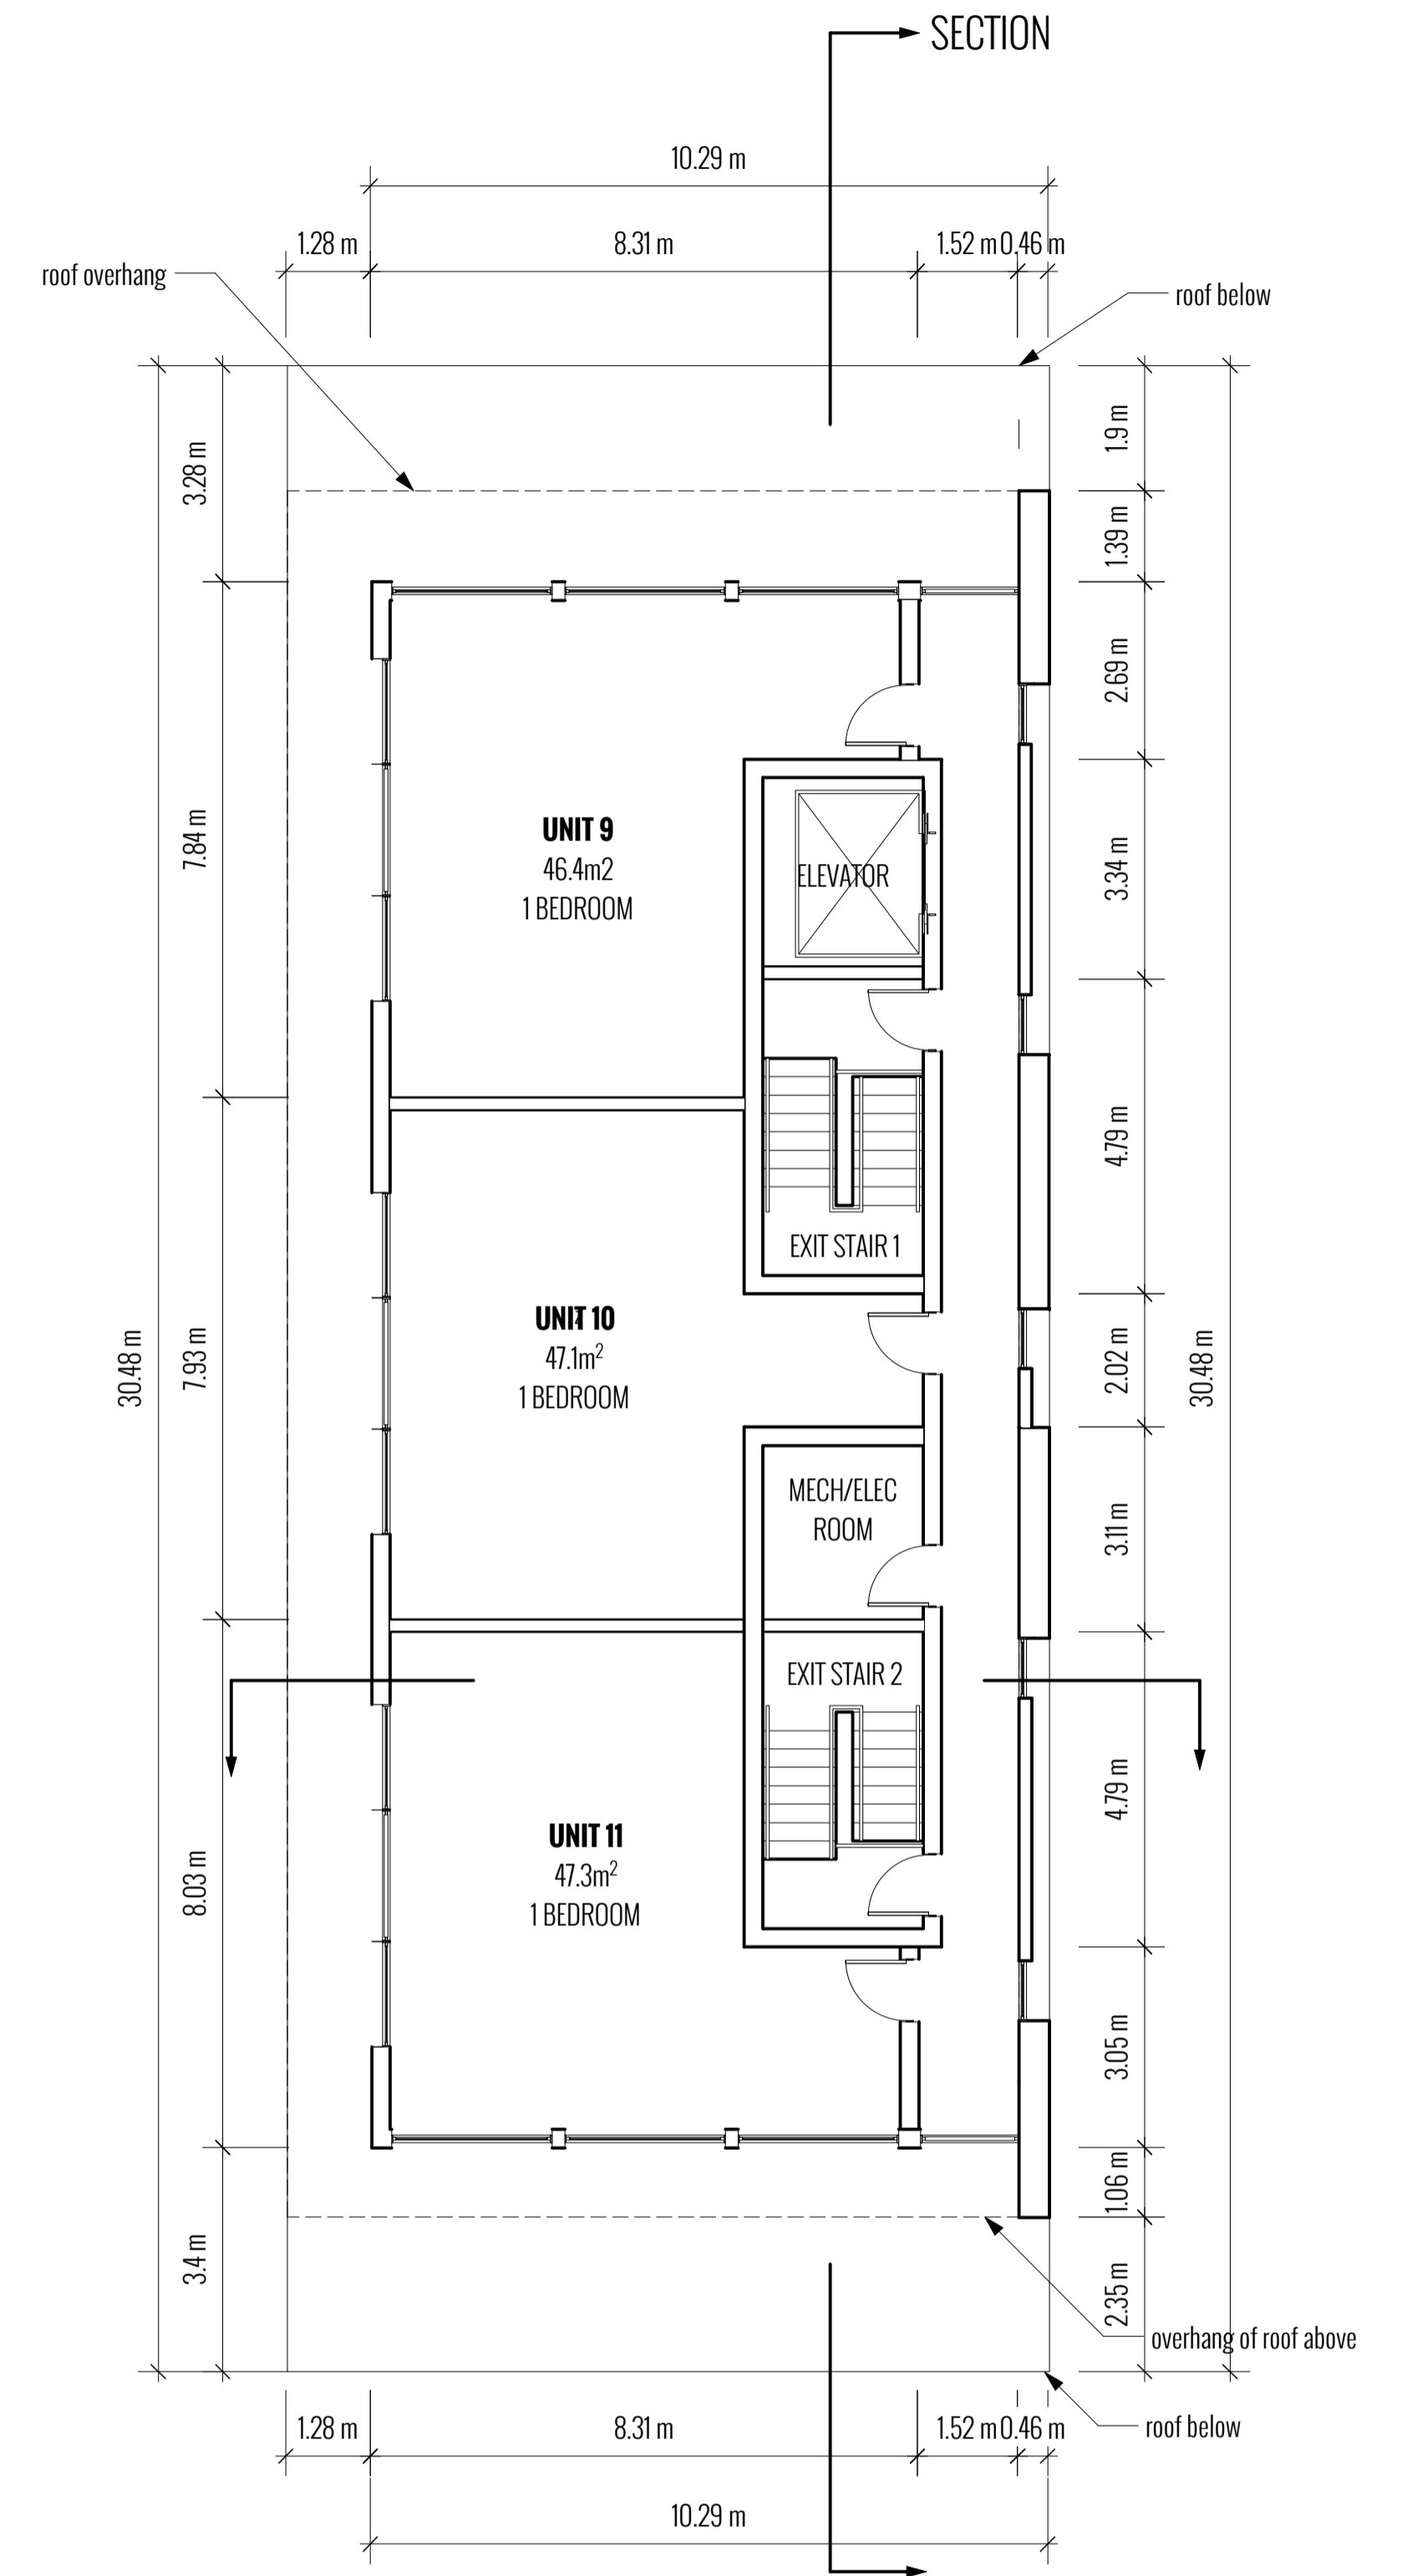 SECTION
10.29 m
1.28 m
8.31 m
1.52 m
0.46 m
roof overhang
roof below
3.28 m
1.9 m
1.39 m
2.69 m
7.84 m
UNIT 9
46.4m2
1 BEDROOM
ELEVATOR
3.34 m
4.79 m
EXIT STAIR 1
30.48 m
7.93 m
UNIT 10
47.1m²
1 BEDROOM
2.02 m
30.48 m
MECH/ELEC
ROOM
3.11 m
EXIT STAIR 2
4.79 m
8.03 m
UNIT 11
47.3m²
1 BEDROOM
3.05 m
1.06 m
3.4 m
2.35 m
overhang of roof above
roof below
1.28 m
8.31 m
1.52 m
0.46 m
10.29 m